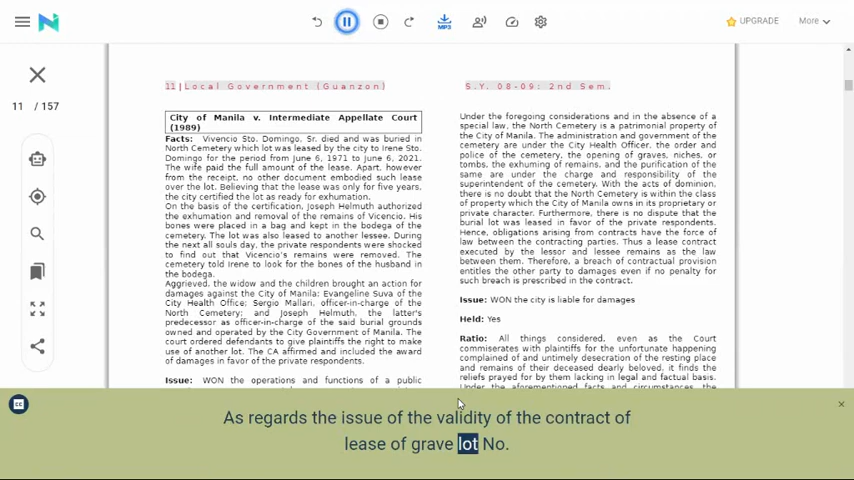 MP3
UPGRADE
More
11 / 157
11 | Local Government (Guanzon)
S.Y. 08-09: 2nd Sem.
City of Manila v. Intermediate Appellate Court
(1989)
Facts: Vivencio Sto. Domingo, Sr. died and was buried in
North Cemetery which lot was leased by the city to Irene Sto.
Domingo for the period from June 6, 1971 to June 6, 2021.
The wife paid the full amount of the lease. Apart, however
from the receipt, no other document embodied such lease
over the lot. Believing that the lease was only for five years,
the city certified the lot as ready for exhumation.
On the basis of the certification, Joseph Helmuth authorized
the exhumation and removal of the remains of Vicencio. His
bones were placed in a bag and kept in the bodega of the
cemetery. The lot was also leased to another lessee. During
the next all souls day, the private respondents were shocked
to find out that Vicencio's remains were removed. The
cemetery told Irene to look for the bones of the husband in
the bodega.
Aggrieved, the widow and the children brought an action for
damages against the City of Manila; Evangeline Suva of the
City Health Office; Sergio Mallari, officer-in-charge of the
North Cemetery; and Joseph Helmuth, the latter's
predecessor as officer-in-charge of the said burial grounds
owned and operated by the City Government of Manila. The
court ordered defendants to give plaintiffs the right to make
use of another lot. The CA affirmed and included the award
of damages in favor of the private respondents.
Issue: WON the operations and functions of a public
Under the foregoing considerations and in the absence of a
special law, the North Cemetery is a patrimonial property of
the City of Manila. The administration and government of the
cemetery are under the City Health Officer, the order and
police of the cemetery, the opening of graves, niches, or
tombs, the exhuming of remains, and the purification of the
same are under the charge and responsibility of the
superintendent of the cemetery. With the acts of dominion,
there is no doubt that the North Cemetery is within the class
of property which the City of Manila owns in its proprietary or
private character. Furthermore, there is no dispute that the
burial lot was leased in favor of the private respondents.
Hence, obligations arising from contracts have the force of
law between the contracting parties. Thus a lease contract
executed by the lessor and lessee remains as the law
between them. Therefore, a breach of contractual provision
entitles the other party to damages even if no penalty for
such breach is prescribed in the contract.
Issue: WON the city is liable for damages
Held: Yes
Ratio: All things considered, even as the Court
commiserates with plaintiffs for the unfortunate happening
complained of and untimely desecration of the resting place
and remains of their deceased dearly beloved, it finds the
reliefs prayed for by them lacking in legal and factual basis.
Under the aforementioned facts and circumstances, the
As regards the issue of the validity of the contract of
lease of grave lot No.